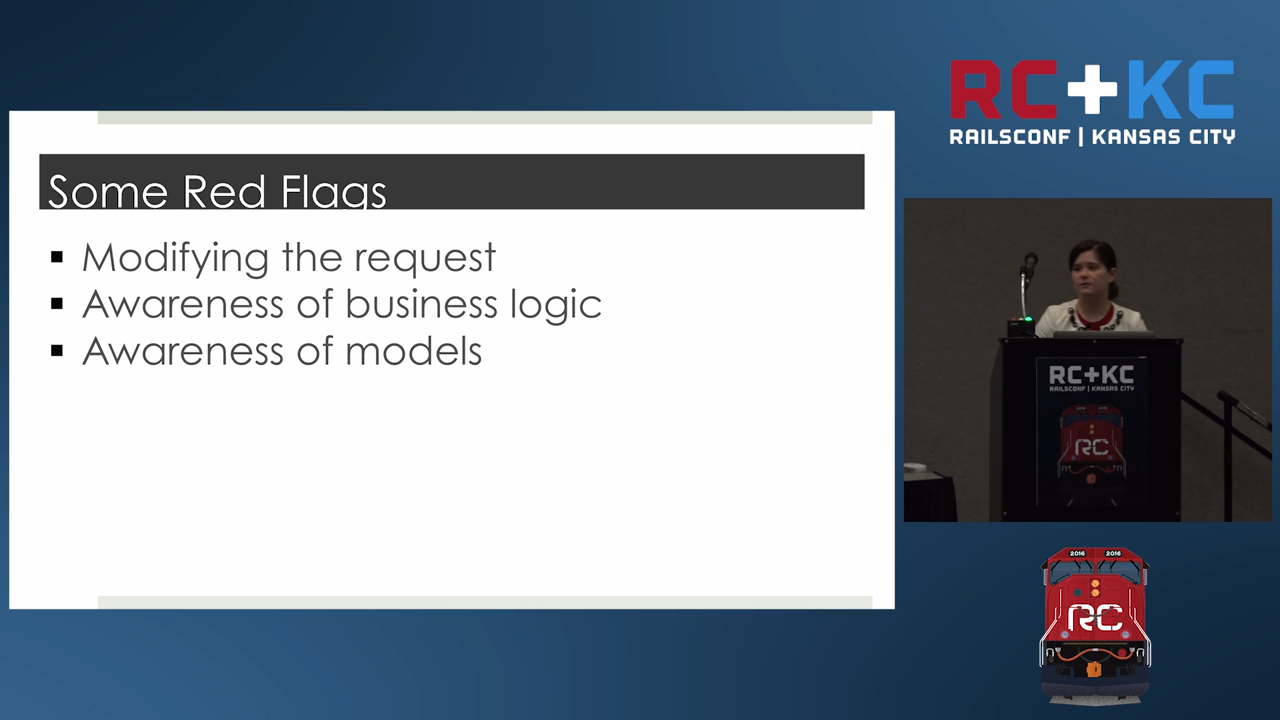 RC+KC
RAILSCONF | KANSAS CITY
Some Red Flags
▪ Modifying the request
▪ Awareness of business logic
▪ Awareness of models
RC+KC
RAILSCONF | KANSAS CITY
RC
2016 2016
RC